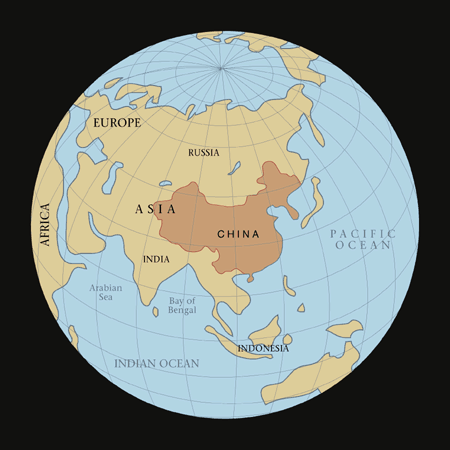 EUROPE
RUSSIA
AFRICA
ASIA
CHINA
PACIFIC
OCEAN
INDIA
Arabian
Sea
Bay of
Bengal
INDONESIA
INDIAN OCEAN